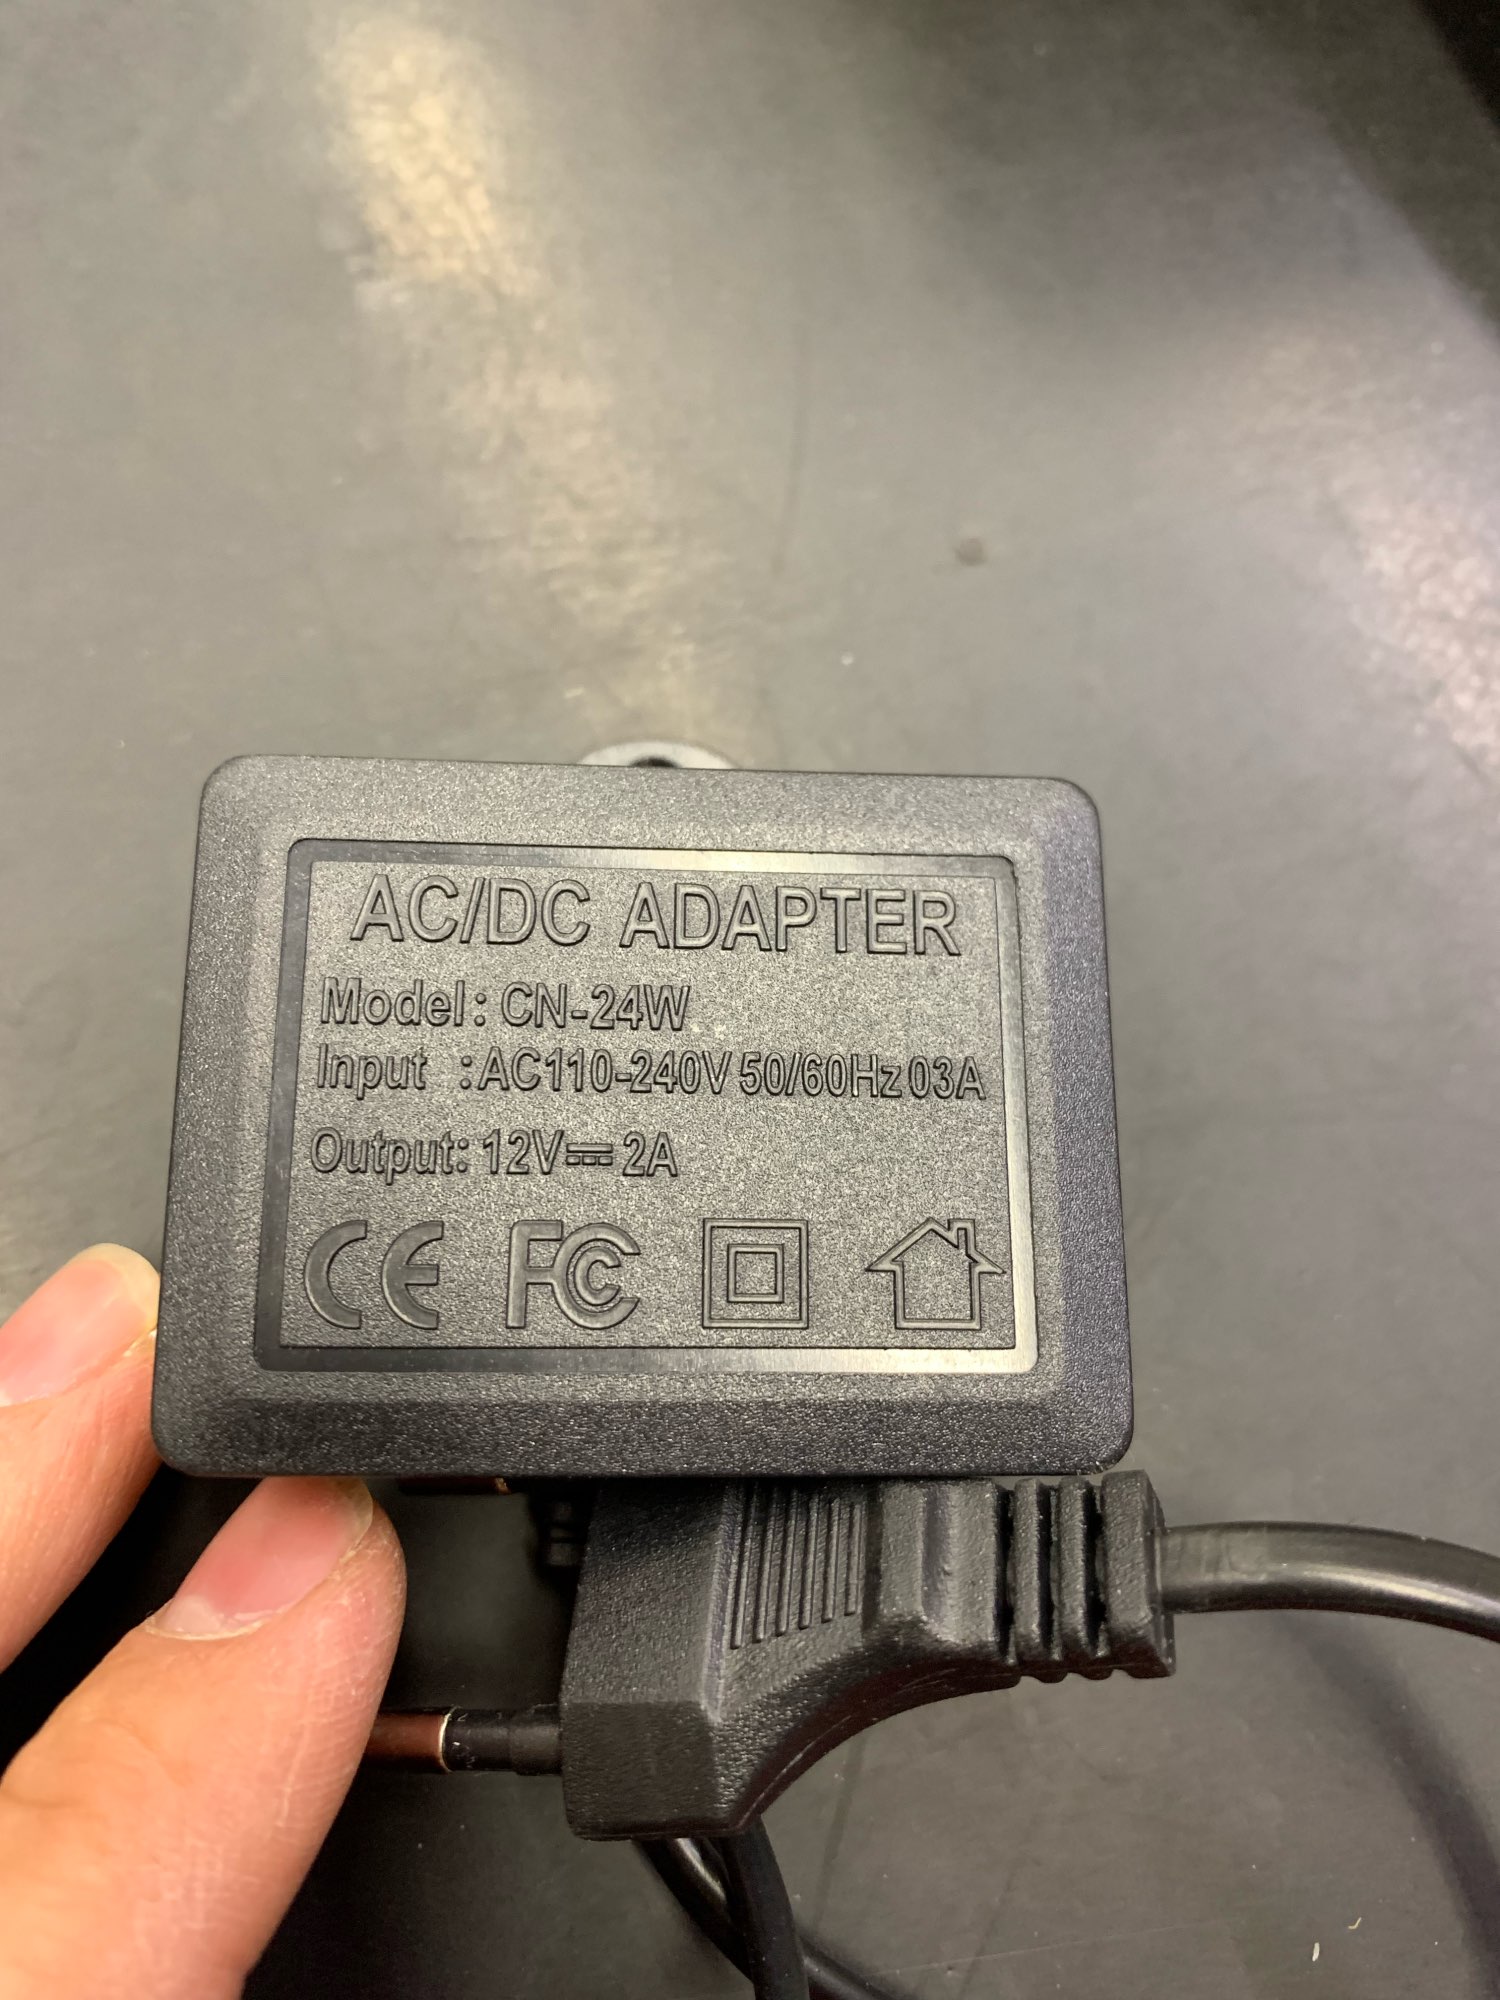 AC/DC ADAPTER
Model: CN-24W
Input :AC110-240V 50/60Hz 03A
Output: 12V⎓2A
CE FC